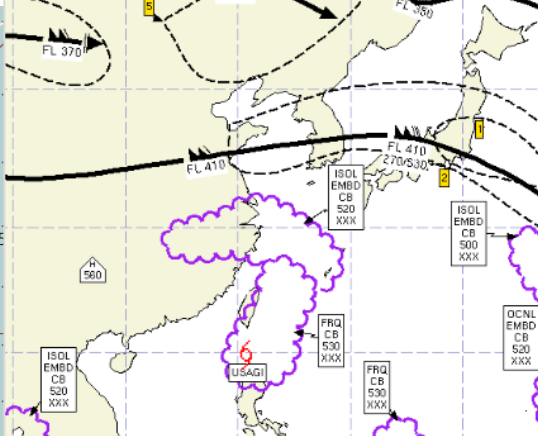 5
FL 350
FL 370
1
FL 410
270/530
FL 410
2
ISOL
EMBD
CB
520
XXX
ISOL
EMBD
CB
500
XXX
H
560
FRQ
CB
530
XXX
OCNL
EMBD
CB
520
ISOL
EMBD
CB
520
XXX
USAGI
FRQ
CB
530
XXX